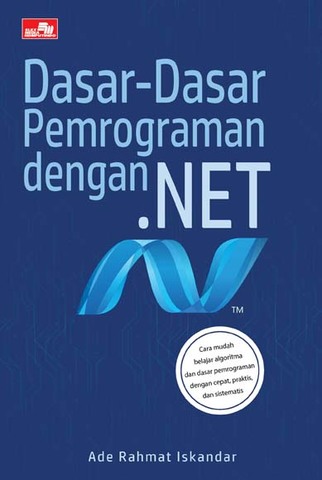 Dasar-Dasar
Pemrograman
dengan
.NET
TM
Cara mudah
belajar algoritma
dan dasar pemrograman
dengan cepat, praktis,
dan sistematis
Ade Rahmat Iskandar